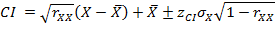 CI = √r_XX(X − X̄) + X̄ ± z_CI σ_X √1 − r_XX